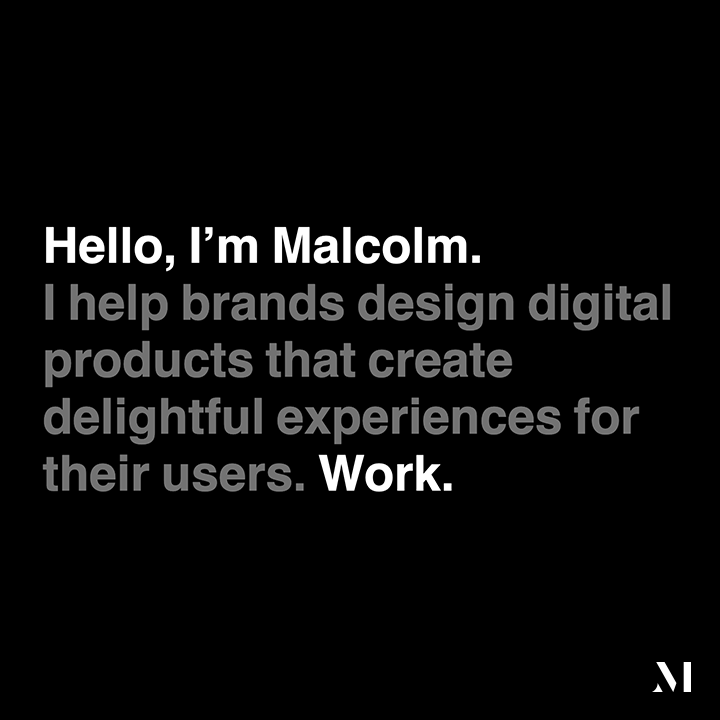 Hello, I’m Malcolm.
I help brands design digital
products that create
delightful experiences for
their users. Work.
M